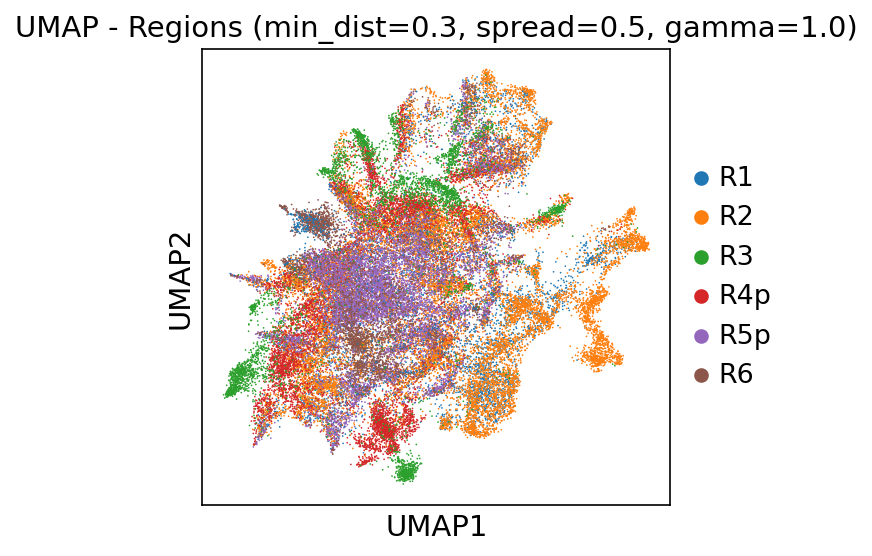 UMAP - Regions (min_dist=0.3, spread=0.5, gamma=1.0)
UMAP2
R1
R2
R3
R4p
R5p
R6
UMAP1